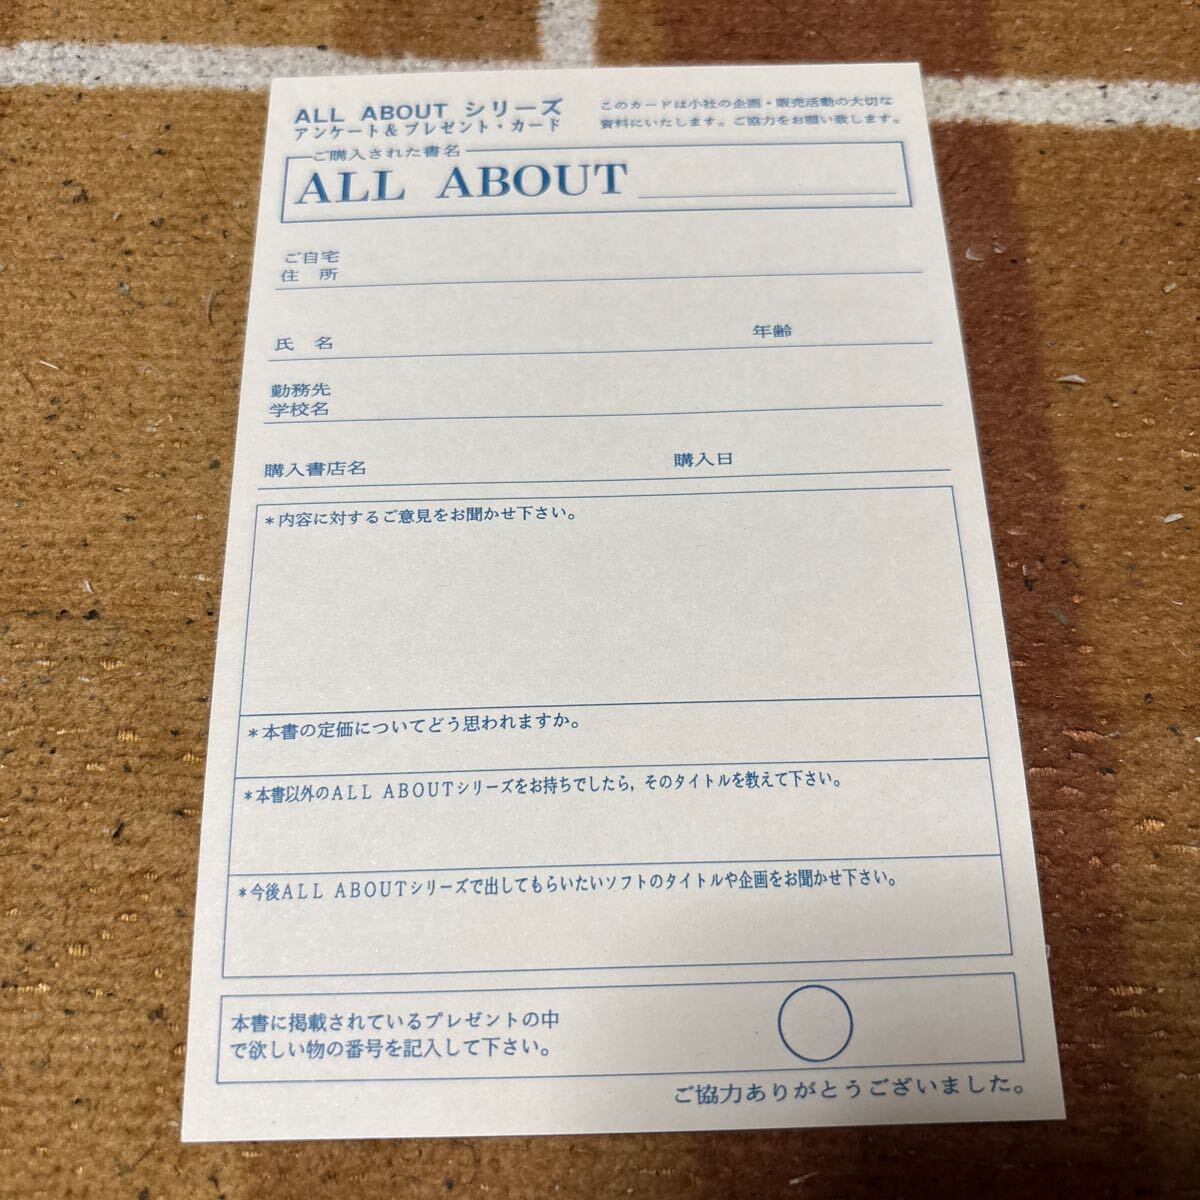 ALL ABOUT シリーズ
アンケート＆プレゼント・カード
このカードは小社の企画・販売活動の大切な
資料にいたします。ご協力をお願い致します。
ご購入された書名
ALL ABOUT
ご自宅
住 所
氏 名
年齢
勤務先
学校名
購入書店名
購入日
＊内容に対するご意見をお聞かせ下さい。
＊本書の定価についてどう思われますか。
＊本書以外のALL ABOUTシリーズをお持ちでしたら，そのタイトルを教えて下さい。
＊今後ALL ABOUTシリーズで出してもらいたいソフトのタイトルや企画をお聞かせ下さい。
本書に掲載されているプレゼントの中
で欲しい物の番号を記入して下さい。
ご協力ありがとうございました。